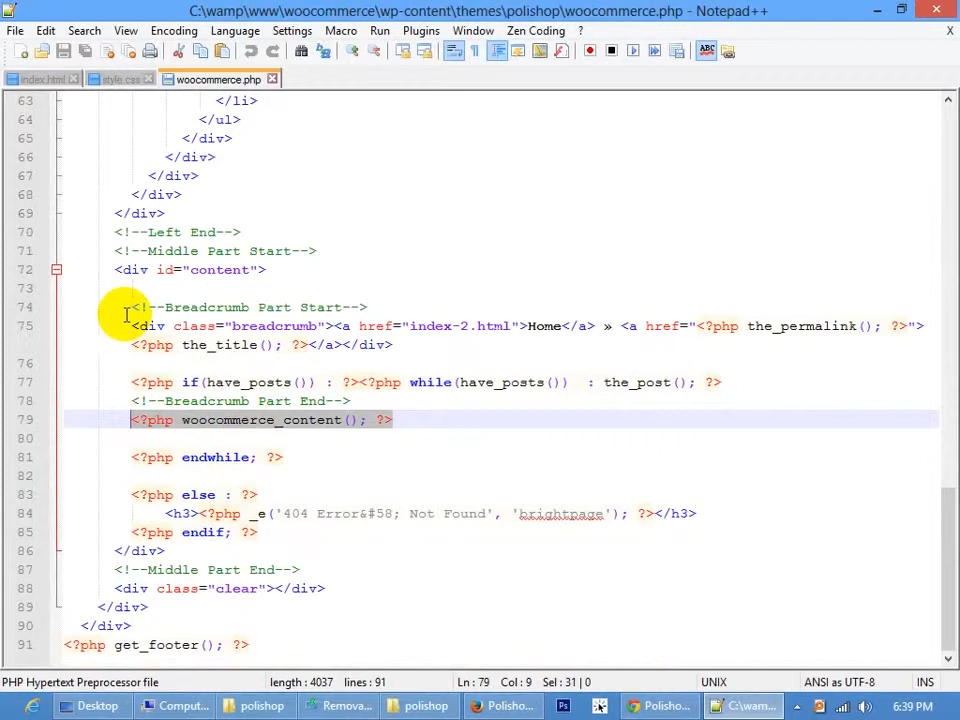 C:\wamp\www\woocommerce\wp-content\themes\polishop\woocommerce.php - Notepad++
File Edit Search View Encoding Language Settings Macro Run Plugins Window Zen Coding ? X
index.html style.css woocommerce.php
63 </li>
64 </ul>
65 </div>
66 </div>
67 </div>
68 </div>
69 </div>
70 <!--Left End-->
71 <!--Middle Part Start-->
72 <div id="content">
73
74 <!--Breadcrumb Part Start-->
75 <div class="breadcrumb"><a href="index-2.html">Home</a> » <a href="<?php the_permalink(); ?>">
<?php the_title(); ?></a></div>
76
77 <?php if(have_posts()) : ?><?php while(have_posts())  : the_post(); ?>
78 <!--Breadcrumb Part End-->
79 <?php woocommerce_content(); ?>
80
81 <?php endwhile; ?>
82
83 <?php else : ?>
84 <h3><?php _e('404 Error&#58; Not Found', 'brightpage'); ?></h3>
85 <?php endif; ?>
86 </div>
87 <!--Middle Part End-->
88 <div class="clear"></div>
89 </div>
90 </div>
91 <?php get_footer(); ?>
PHP Hypertext Preprocessor file length : 4037 lines : 91 Ln : 79 Col : 9 Sel : 31 | 0 UNIX ANSI as UTF-8 INS
Desktop Comput... polishop Remova... polishop Polisho... Ps Polisho... C:\wam... 6:39 PM